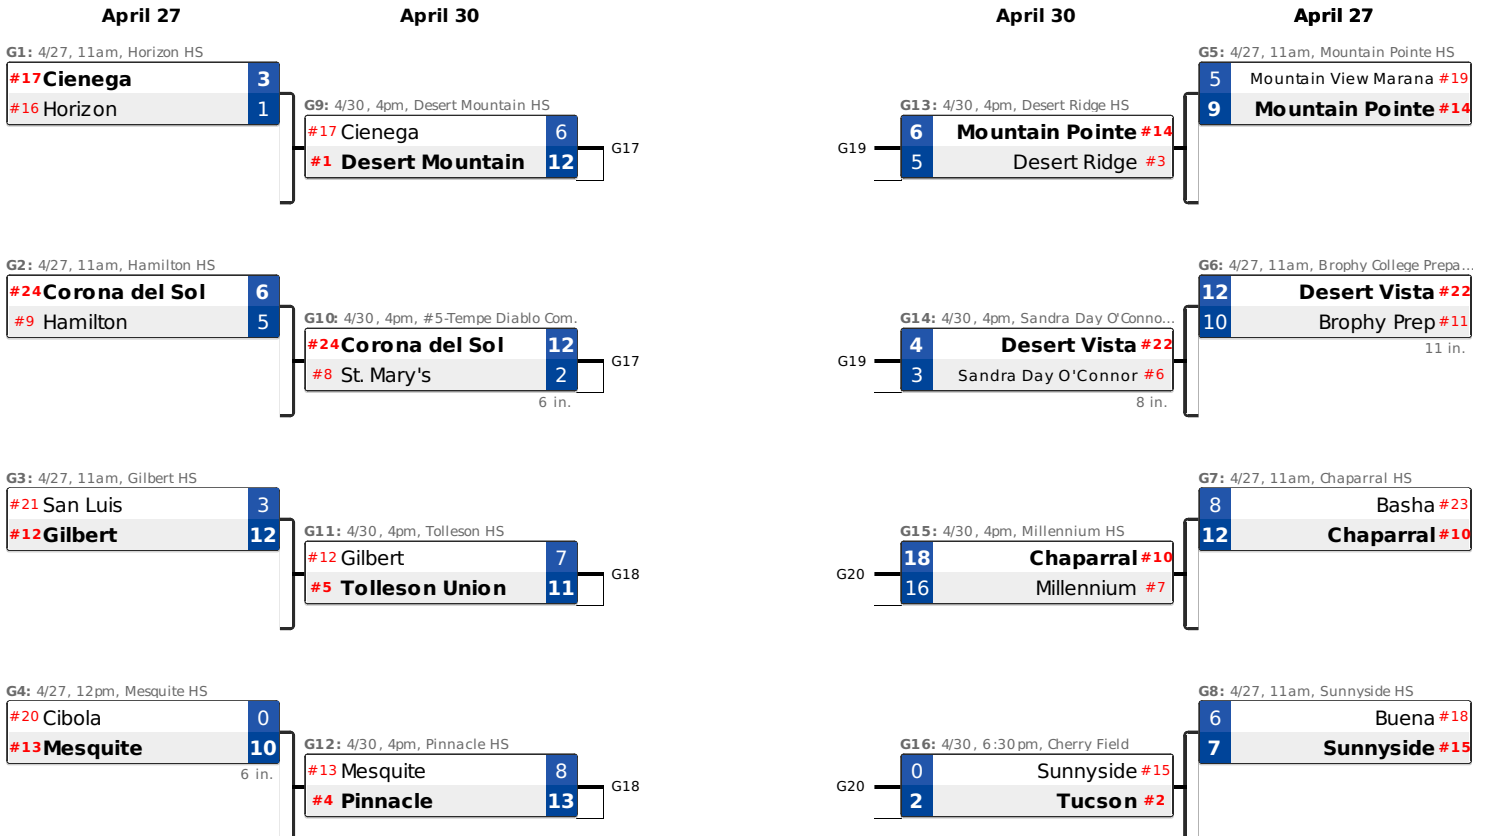 April 27
April 30
April 30
April 27
G1: 4/27, 11am, Horizon HS
#17 Cienega 3
#16 Horizon 1
G9: 4/30, 4pm, Desert Mountain HS
#17 Cienega 6
#1 Desert Mountain 12
G17
G13: 4/30, 4pm, Desert Ridge HS
6 Mountain Pointe #14
5 Desert Ridge #3
G19
G5: 4/27, 11am, Mountain Pointe HS
5 Mountain View Marana #19
9 Mountain Pointe #14
G2: 4/27, 11am, Hamilton HS
#24 Corona del Sol 6
#9 Hamilton 5
G10: 4/30, 4pm, #5-Tempe Diablo Com.
#24 Corona del Sol 12
#8 St. Mary's 2
6 in.
G17
G14: 4/30, 4pm, Sandra Day O'Conno...
4 Desert Vista #22
3 Sandra Day O'Connor #6
8 in.
G19
G6: 4/27, 11am, Brophy College Prepa...
12 Desert Vista #22
10 Brophy Prep #11
11 in.
G3: 4/27, 11am, Gilbert HS
#21 San Luis 3
#12 Gilbert 12
G11: 4/30, 4pm, Tolleson HS
#12 Gilbert 7
#5 Tolleson Union 11
G18
G15: 4/30, 4pm, Millennium HS
18 Chaparral #10
16 Millennium #7
G20
G7: 4/27, 11am, Chaparral HS
8 Basha #23
12 Chaparral #10
G4: 4/27, 12pm, Mesquite HS
#20 Cibola 0
#13 Mesquite 10
6 in.
G12: 4/30, 4pm, Pinnacle HS
#13 Mesquite 8
#4 Pinnacle 13
G18
G16: 4/30, 6:30pm, Cherry Field
0 Sunnyside #15
2 Tucson #2
G20
G8: 4/27, 11am, Sunnyside HS
6 Buena #18
7 Sunnyside #15